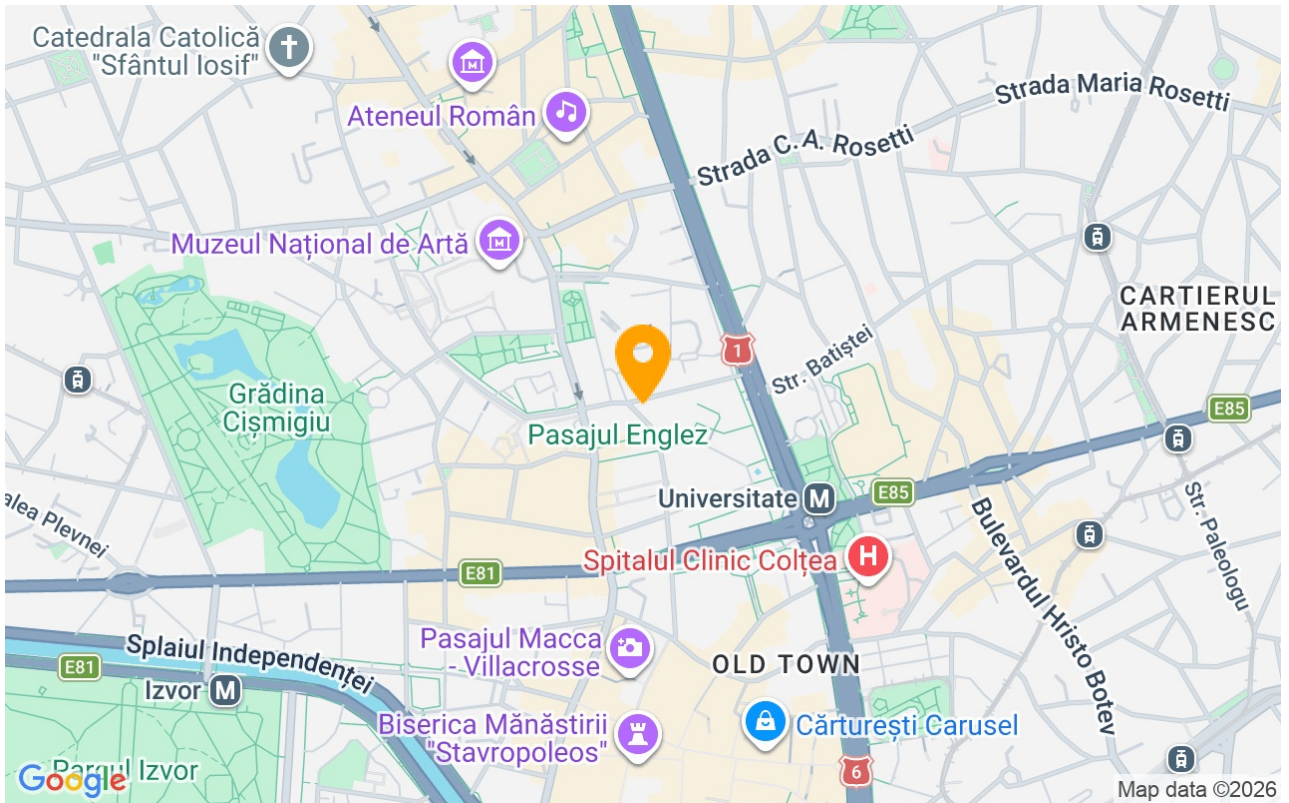 Catedrala Catolică
"Sfântul Iosif"
Ateneul Român
Strada Maria Rosetti
Strada C. A. Rosetti
Muzeul Național de Artă
CARTIERUL
ARMENESC
1
Str. Batiștei
Grădina
Cișmigiu
E85
Pasajul Englez
Universitate M
E85
alea Plevnei
Str. Paleologu
Bulevardul Hristo Botev
Spitalul Clinic Colțea H
E81
Pasajul Macca
- Villacrosse
OLD TOWN
Splaiul Independenței
E81
Izvor M
Biserica Mănăstirii
"Stavropoleos"
Cărturești Carusel
6
Parcul Izvor
Google
Map data ©2026